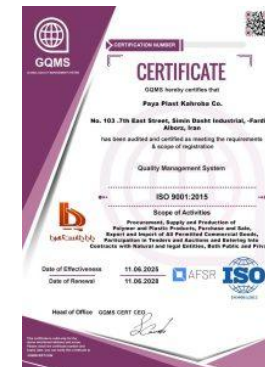 GQMS
CERTIFICATION NUMBER
CERTIFICATE
GQMS hereby certifies that
Paya Plast Kahroba Co.
No. 103 .7th East Street, Simin Dasht Industrial, -Fardi
Alborz, Iran
has been audited and certified as meeting the requirements
& scope of registration
Quality Management System
ISO 9001:2015
Scope of Activities
Procurement, Supply and Production of
Polymer and Plastic Products, Purchase and Sale,
Export and Import of All Permitted Commercial Goods,
Participation in Tenders and Auctions and Entering Into
Contracts with Natural and legal Entities, Both Public and Priv
Date of Effectiveness 11.06.2025
Date of Renewal 11.06.2028
AFSR
ISO
Head of Office GQMS CERT CEO